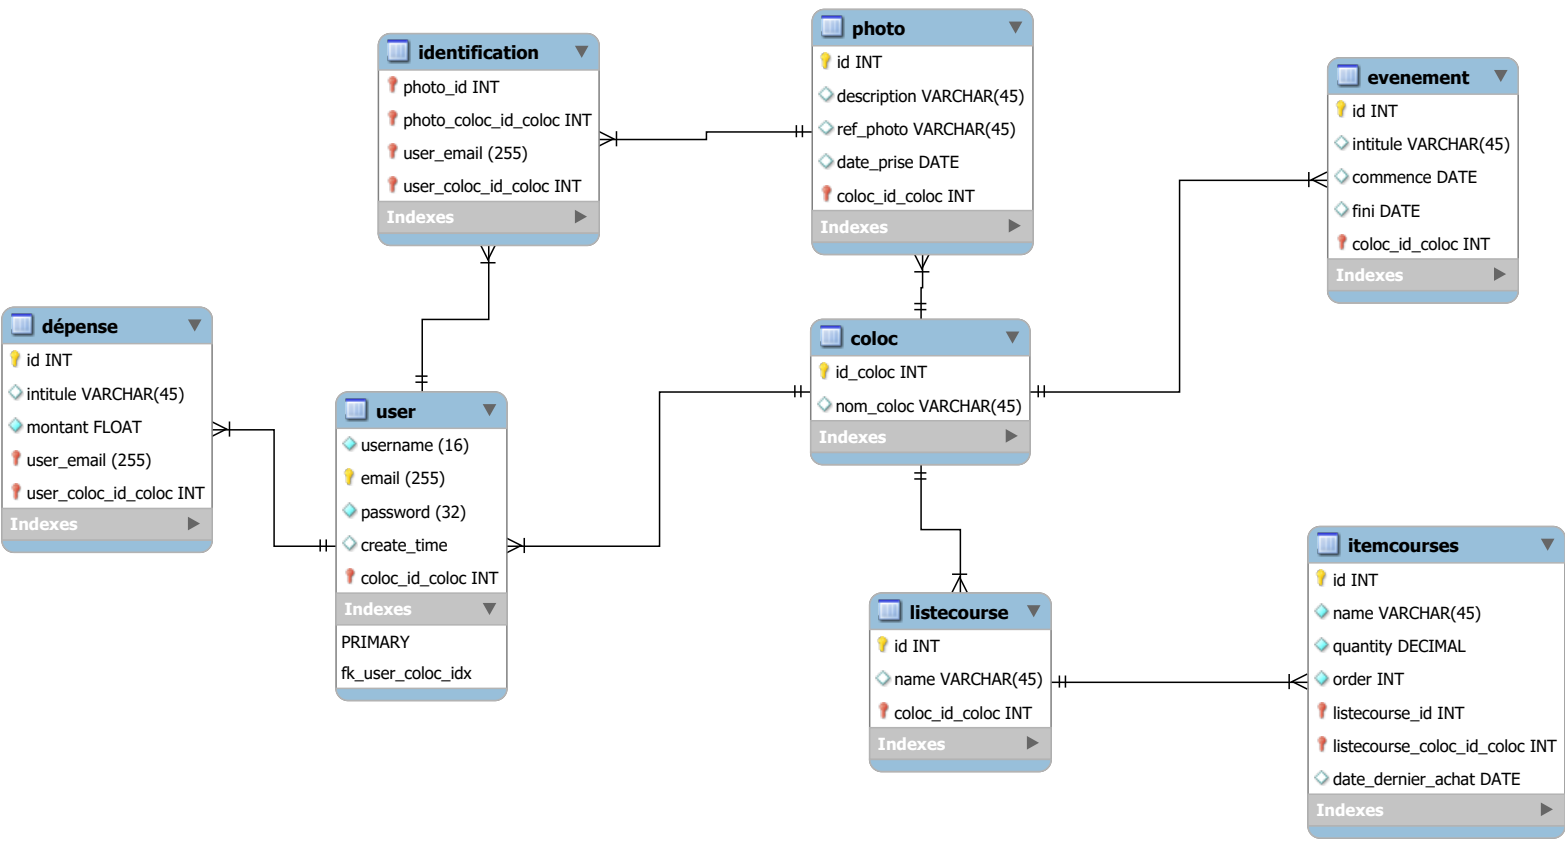 identification
photo_id INT
photo_coloc_id_coloc INT
user_email (255)
user_coloc_id_coloc INT
Indexes
photo
id INT
description VARCHAR(45)
ref_photo VARCHAR(45)
date_prise DATE
coloc_id_coloc INT
Indexes
evenement
id INT
intitule VARCHAR(45)
commence DATE
fini DATE
coloc_id_coloc INT
Indexes
dépense
id INT
intitule VARCHAR(45)
montant FLOAT
user_email (255)
user_coloc_id_coloc INT
Indexes
user
username (16)
email (255)
password (32)
create_time
coloc_id_coloc INT
Indexes
PRIMARY
fk_user_coloc_idx
coloc
id_coloc INT
nom_coloc VARCHAR(45)
Indexes
listecourse
id INT
name VARCHAR(45)
coloc_id_coloc INT
Indexes
itemcourses
id INT
name VARCHAR(45)
quantity DECIMAL
order INT
listecourse_id INT
listecourse_coloc_id_coloc INT
date_dernier_achat DATE
Indexes